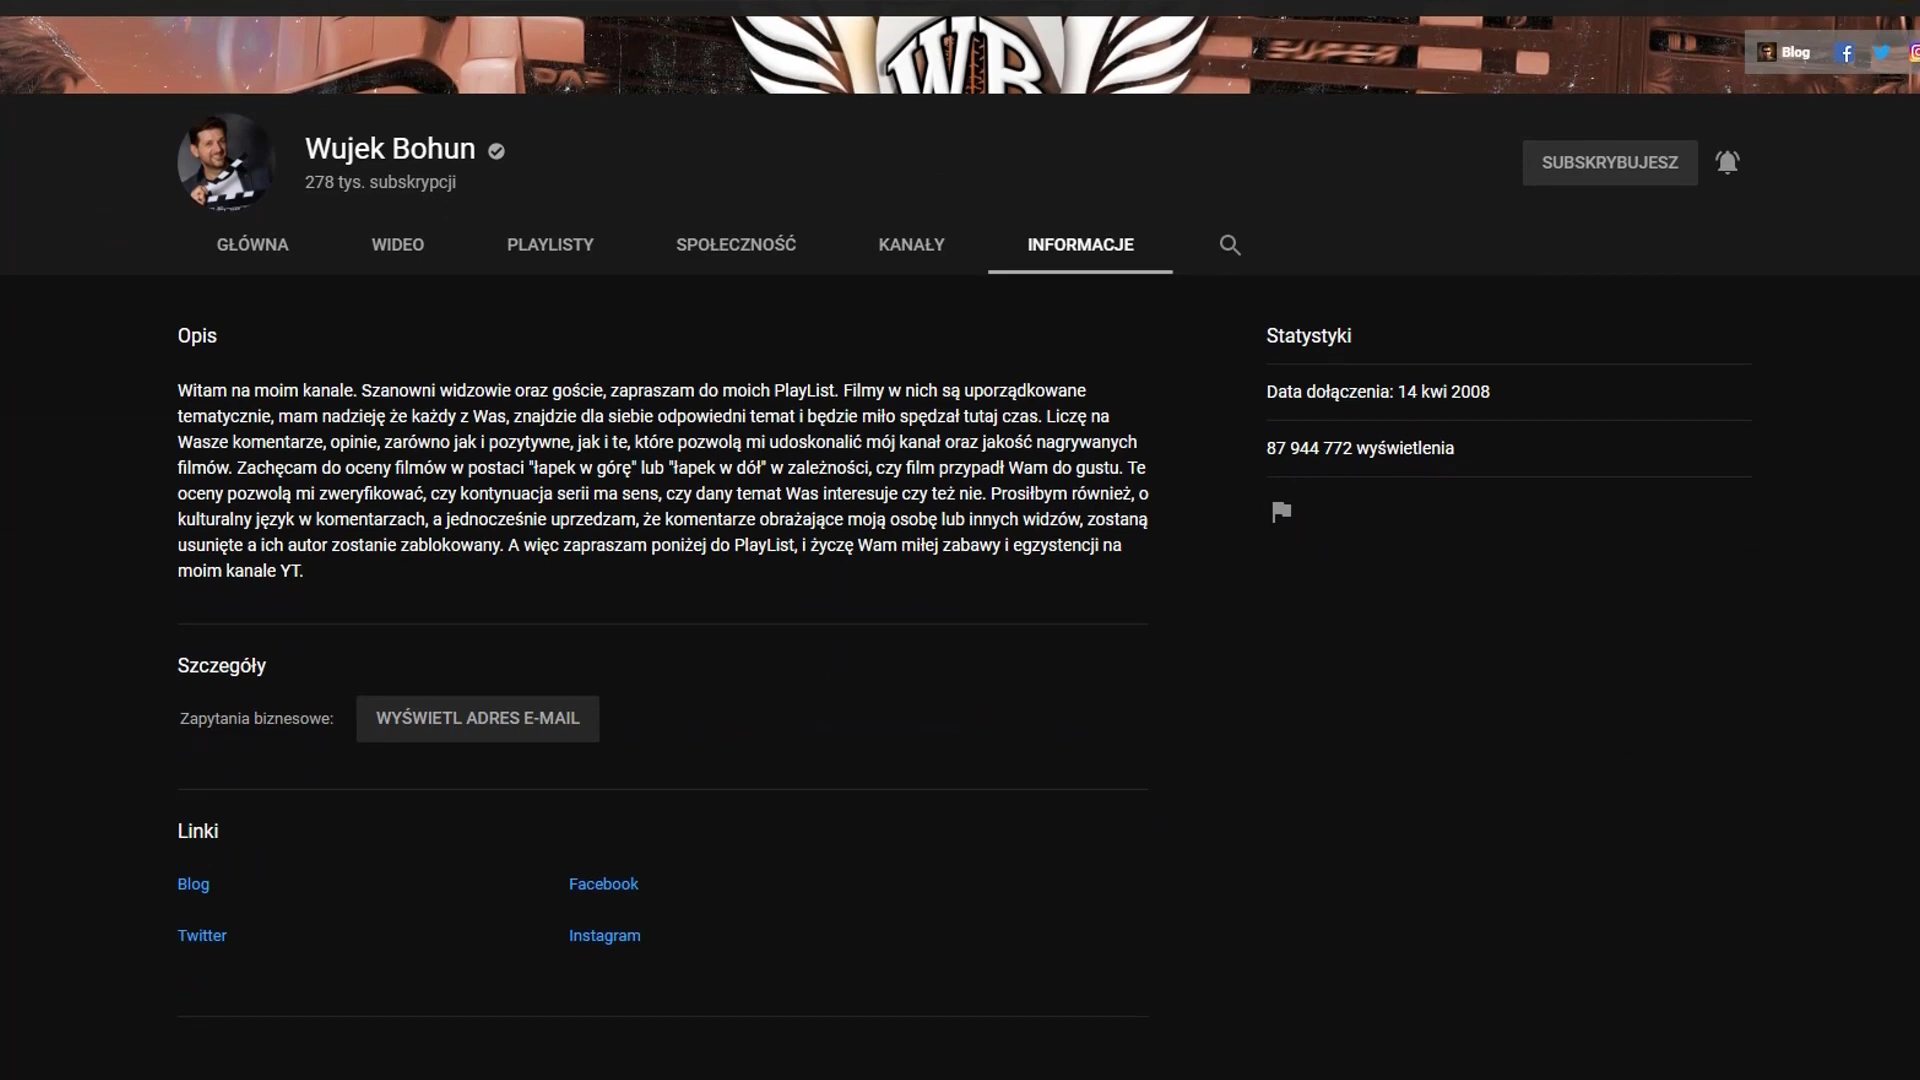 WB
SUPER
Blog
Wujek Bohun
278 tys. subskrypcji
SUBSKRYBUJESZ
GŁÓWNA
WIDEO
PLAYLISTY
SPOŁECZNOŚĆ
KANAŁY
INFORMACJE
Opis
Witam na moim kanale. Szanowni widzowie oraz goście, zapraszam do moich PlayList. Filmy w nich są uporządkowane
tematycznie, mam nadzieję że każdy z Was, znajdzie dla siebie odpowiedni temat i będzie miło spędzał tutaj czas. Liczę na
Wasze komentarze, opinie, zarówno jak i pozytywne, jak i te, które pozwolą mi udoskonalić mój kanał oraz jakość nagrywanych
filmów. Zachęcam do oceny filmów w postaci "łapek w górę" lub "łapek w dół" w zależności, czy film przypadł Wam do gustu. Te
oceny pozwolą mi zweryfikować, czy kontynuacja serii ma sens, czy dany temat Was interesuje czy też nie. Prosiłbym również, o
kulturalny język w komentarzach, a jednocześnie uprzedzam, że komentarze obrażające moją osobę lub innych widzów, zostaną
usunięte a ich autor zostanie zablokowany. A więc zapraszam poniżej do PlayList, i życzę Wam miłej zabawy i egzystencji na
moim kanale YT.
Szczegóły
Zapytania biznesowe:
WYŚWIETL ADRES E-MAIL
Linki
Blog
Facebook
Twitter
Instagram
Statystyki
Data dołączenia: 14 kwi 2008
87 944 772 wyświetlenia